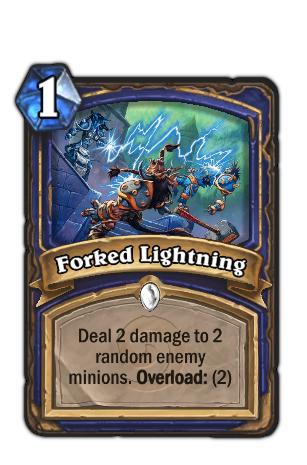 1
Forked Lightning
Deal 2 damage to 2
random enemy
minions. Overload: (2)